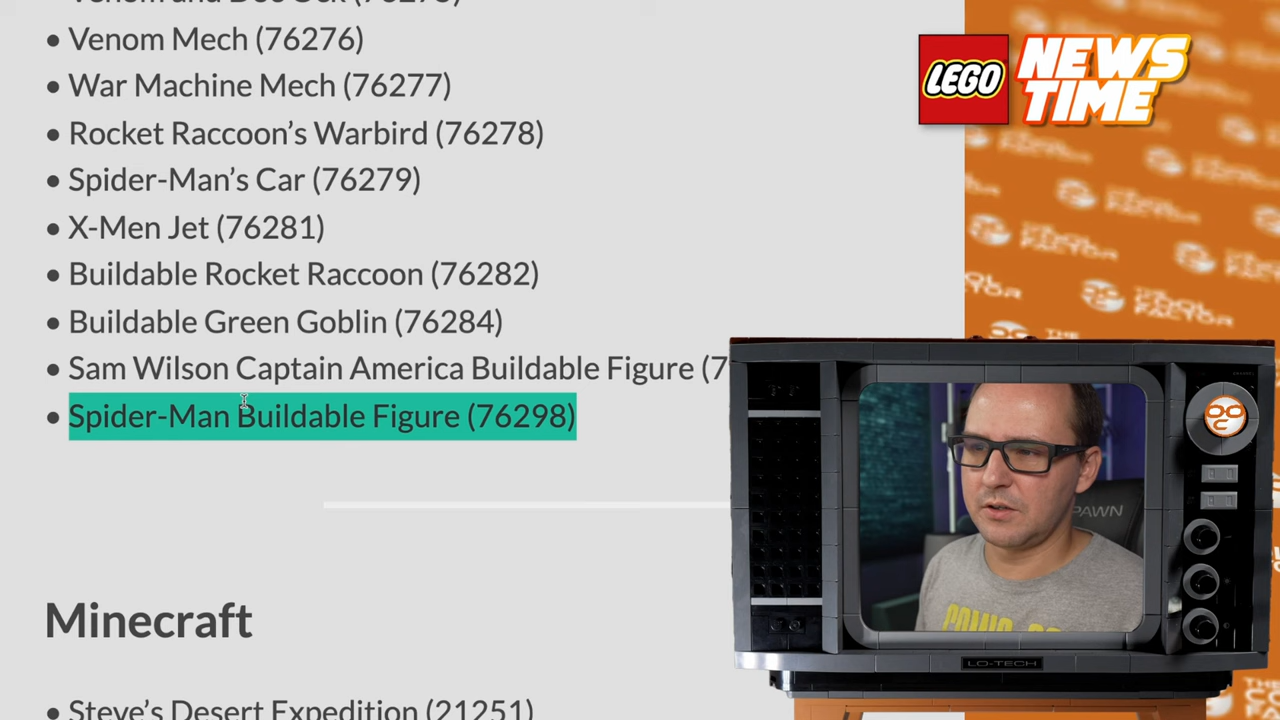 • Venom Mech (76276)
• War Machine Mech (76277)
• Rocket Raccoon’s Warbird (76278)
• Spider-Man’s Car (76279)
• X-Men Jet (76281)
• Buildable Rocket Raccoon (76282)
• Buildable Green Goblin (76284)
• Sam Wilson Captain America Buildable Figure (7
• Spider-Man Buildable Figure (76298)
Minecraft
• Steve’s Desert Expedition (21251)
LEGO
NEWS
TIME
PAWN
LO-TECH